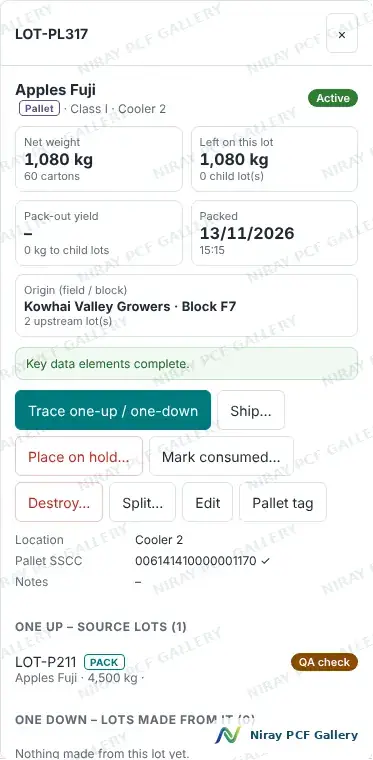 LOT-PL317
×
Apples Fuji
Active
Pallet · Class I · Cooler 2
Net weight
1,080 kg
60 cartons
Left on this lot
1,080 kg
0 child lot(s)
Pack-out yield
–
0 kg to child lots
Packed
13/11/2026
15:15
Origin (field / block)
Kowhai Valley Growers · Block F7
2 upstream lot(s)
Key data elements complete.
Trace one-up / one-down
Ship…
Place on hold…
Mark consumed…
Destroy…
Split…
Edit
Pallet tag
Location Cooler 2
Pallet SSCC 006141410000001170 ✓
Notes –
ONE UP – SOURCE LOTS (1)
LOT-P211 PACK
QA check
Apples Fuji · 4,500 kg ·
ONE DOWN – LOTS MADE FROM IT (0)
Nothing made from this lot yet.
Niray PCF Gallery
NIRAY PCF GALLERY